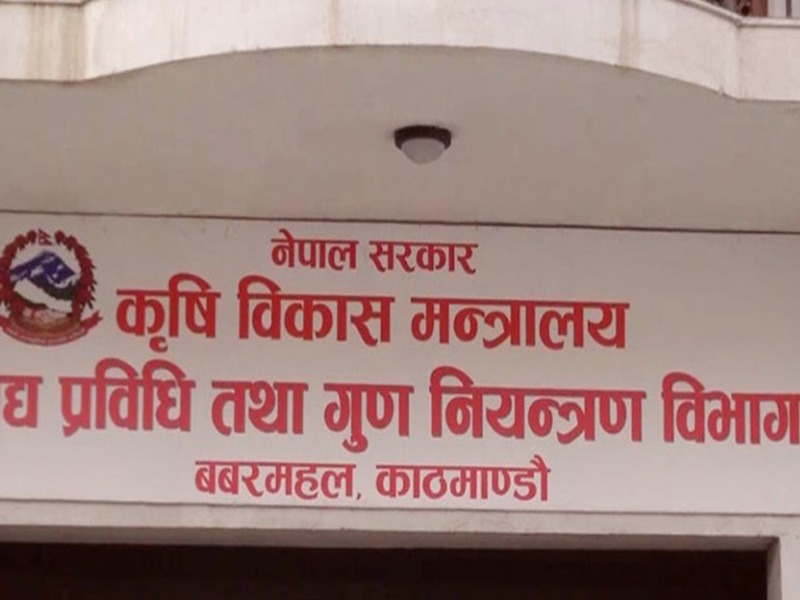 नेपाल सरकार
कृषि विकास मन्त्रालय
द्य प्रविधि तथा गुण नियन्त्रण विभाग
बबरमहल, काठमाण्डौ